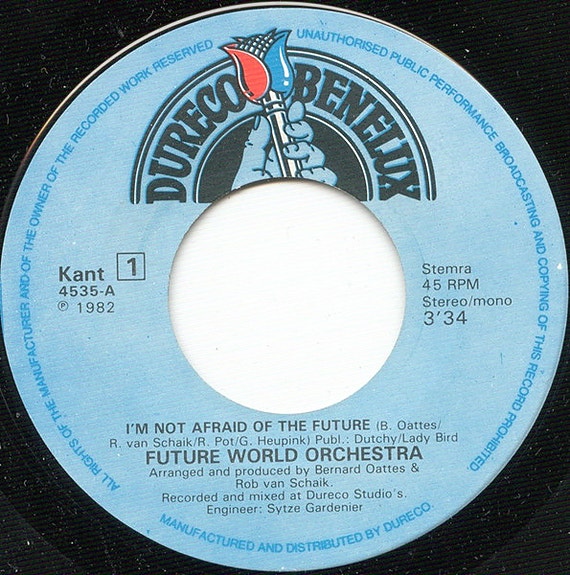 ALL RIGHTS OF THE MANUFACTURER AND OF THE OWNER OF THE RECORDED WORK RESERVED
UNAUTHORISED PUBLIC PERFORMANCE BROADCASTING AND COPYING OF THIS RECORD PROHIBITED
DURECO BENELUX
Kant 1
4535-A
℗ 1982
Stemra
45 RPM
Stereo/mono
3'34
I'M NOT AFRAID OF THE FUTURE (B. Oattes/
R. van Schaik/R. Pot/G. Heupink) Publ.: Dutchy/Lady Bird
FUTURE WORLD ORCHESTRA
Arranged and produced by Bernard Oattes &
Rob van Schaik.
Recorded and mixed at Dureco Studio's.
Engineer: Sytze Gardenier
MANUFACTURED AND DISTRIBUTED BY DURECO.